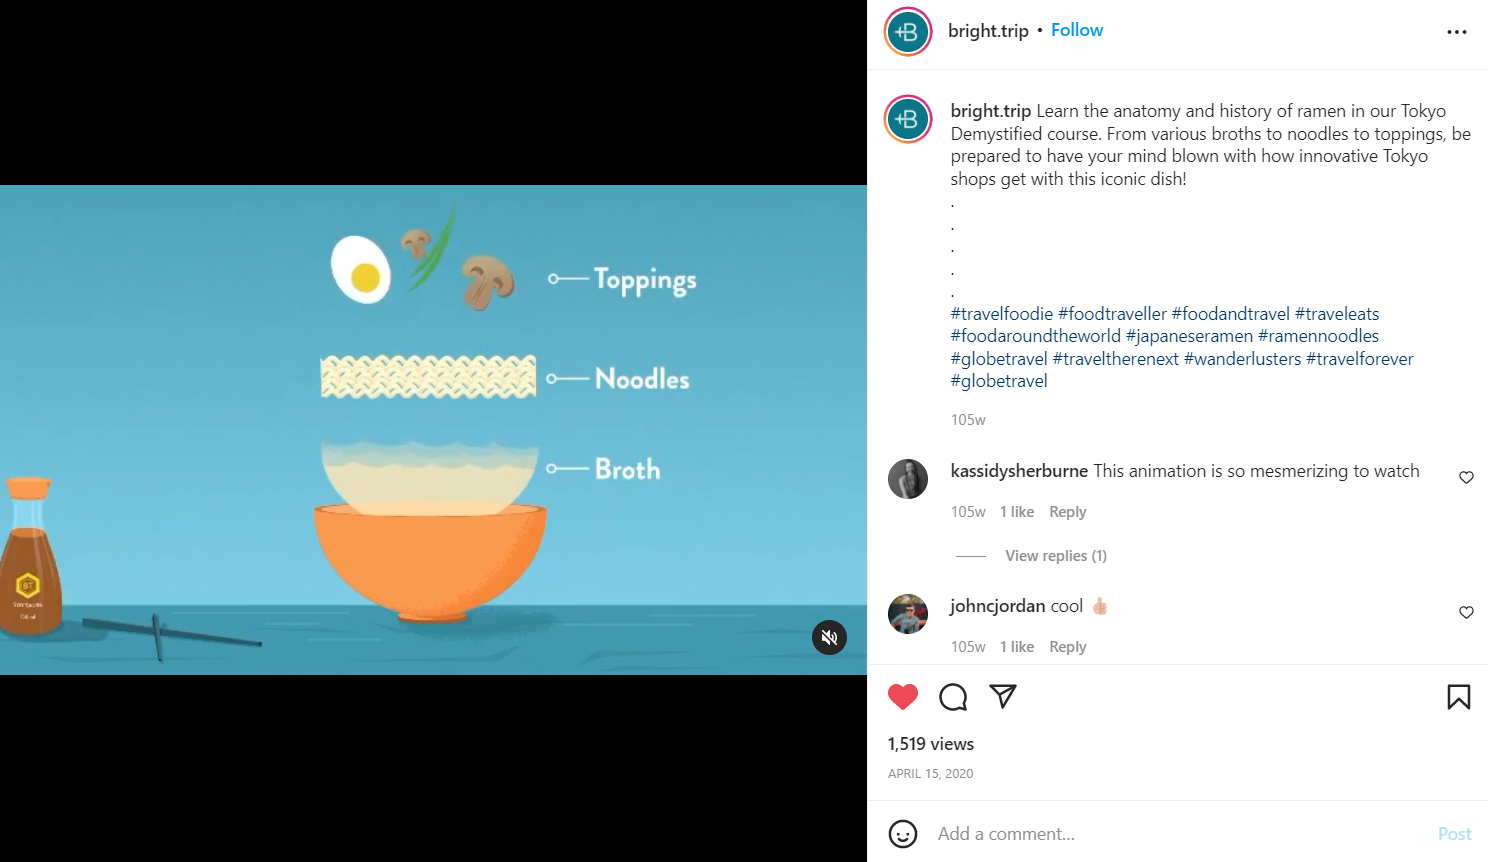 Toppings
Noodles
Broth
BT
SOY SAUCE
bright.trip • Follow
bright.trip Learn the anatomy and history of ramen in our Tokyo
Demystified course. From various broths to noodles to toppings, be
prepared to have your mind blown with how innovative Tokyo
shops get with this iconic dish!
.
.
.
.
.
#travelfoodie #foodtraveller #foodandtravel #traveleats
#foodaroundtheworld #japaneseramen #ramennoodles
#globetravel #traveltherenext #wanderlusters #travelforever
#globetravel
105w
kassidysherburne This animation is so mesmerizing to watch
105w 1 like Reply
View replies (1)
johncjordan cool 👍🏼
105w 1 like Reply
1,519 views
APRIL 15, 2020
Add a comment...
Post